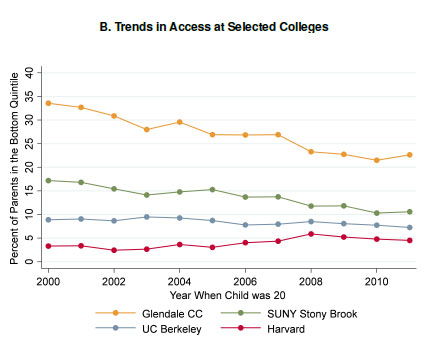 B. Trends in Access at Selected Colleges
Percent of Parents in the Bottom Quintile
40
35
30
25
20
15
10
5
0
2000 2002 2004 2006 2008 2010
Year When Child was 20
Glendale CC SUNY Stony Brook
UC Berkeley Harvard